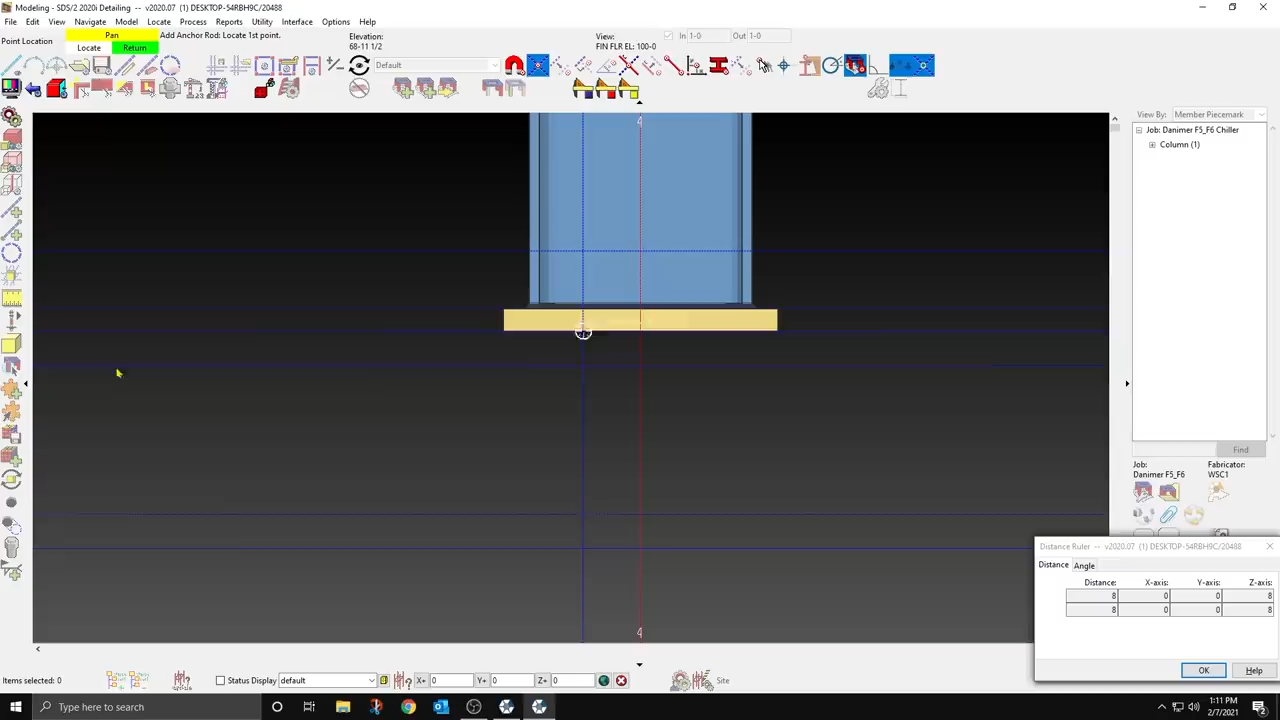 Modeling -- SDS/2 2020i Detailing -- v2020.07 (1) DESKTOP-54RBH9C/20488
File Edit View Navigate Model Locate Process Reports Utility Interface Options Help
Point Location
Pan
Locate Return
Add Anchor Rod: Locate 1st point.
Elevation:
68-11 1/2
View:
FIN FLR EL: 100-0
In 1-0 Out 1-0
Default
4
4
View By: Member Piecemark
Job: Danimer F5_F6 Chiller
Column (1)
Find
Job:
Danimer F5_F6
Fabricator:
WSC1
Distance Ruler -- v2020.07 (1) DESKTOP-54RBH9C/20488
Distance Angle
Distance: X-axis: Y-axis: Z-axis:
8 0 0 8
8 0 0 8
OK Help
Items selected: 0
Status Display default
X+ 0 Y+ 0 Z+ 0
Site
Type here to search
1:11 PM
2/7/2021
2